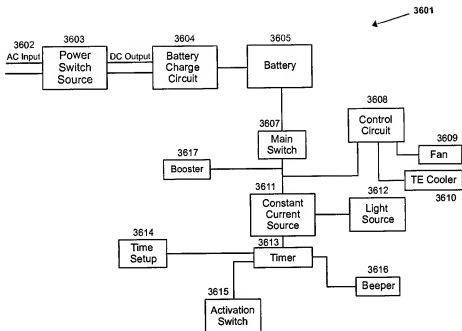 3601
3602
AC Input
3603
Power
Switch
Source
DC Output
3604
Battery
Charge
Circuit
3605
Battery
3607
Main
Switch
3608
Control
Circuit
3609
Fan
TE Cooler
3610
3617
Booster
3611
Constant
Current
Source
3612
Light
Source
3614
Time
Setup
3613
Timer
3615
Activation
Switch
3616
Beeper